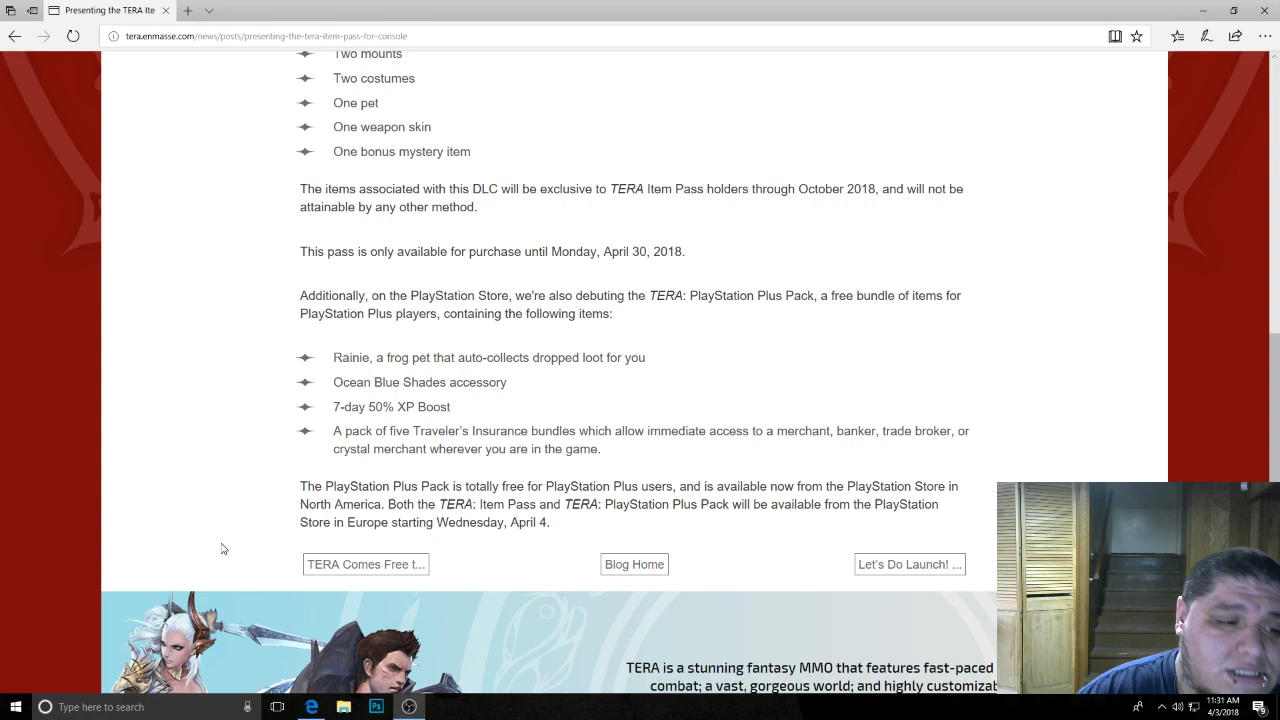 Presenting the TERA Ite
tera.enmasse.com/news/posts/presenting-the-tera-item-pass-for-console
Two mounts
Two costumes
One pet
One weapon skin
One bonus mystery item
The items associated with this DLC will be exclusive to TERA Item Pass holders through October 2018, and will not be
attainable by any other method.
This pass is only available for purchase until Monday, April 30, 2018.
Additionally, on the PlayStation Store, we're also debuting the TERA: PlayStation Plus Pack, a free bundle of items for
PlayStation Plus players, containing the following items:
Rainie, a frog pet that auto-collects dropped loot for you
Ocean Blue Shades accessory
7-day 50% XP Boost
A pack of five Traveler's Insurance bundles which allow immediate access to a merchant, banker, trade broker, or
crystal merchant wherever you are in the game.
The PlayStation Plus Pack is totally free for PlayStation Plus users, and is available now from the PlayStation Store in
North America. Both the TERA: Item Pass and TERA: PlayStation Plus Pack will be available from the PlayStation
Store in Europe starting Wednesday, April 4.
TERA Comes Free t... Blog Home Let's Do Launch! ...
TERA is a stunning fantasy MMO that features fast-paced
combat; a vast, gorgeous world; and highly customiza
Type here to search
Ps
11:31 AM
4/3/2018
9